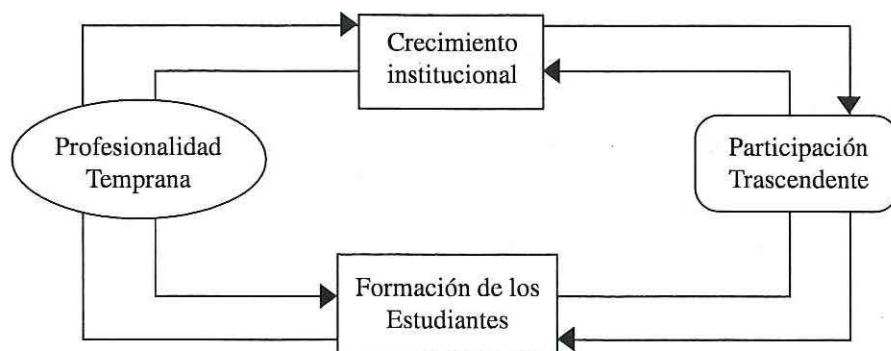 Crecimiento
institucional
Profesionalidad
Temprana
Participación
Trascendente
Formación de los
Estudiantes